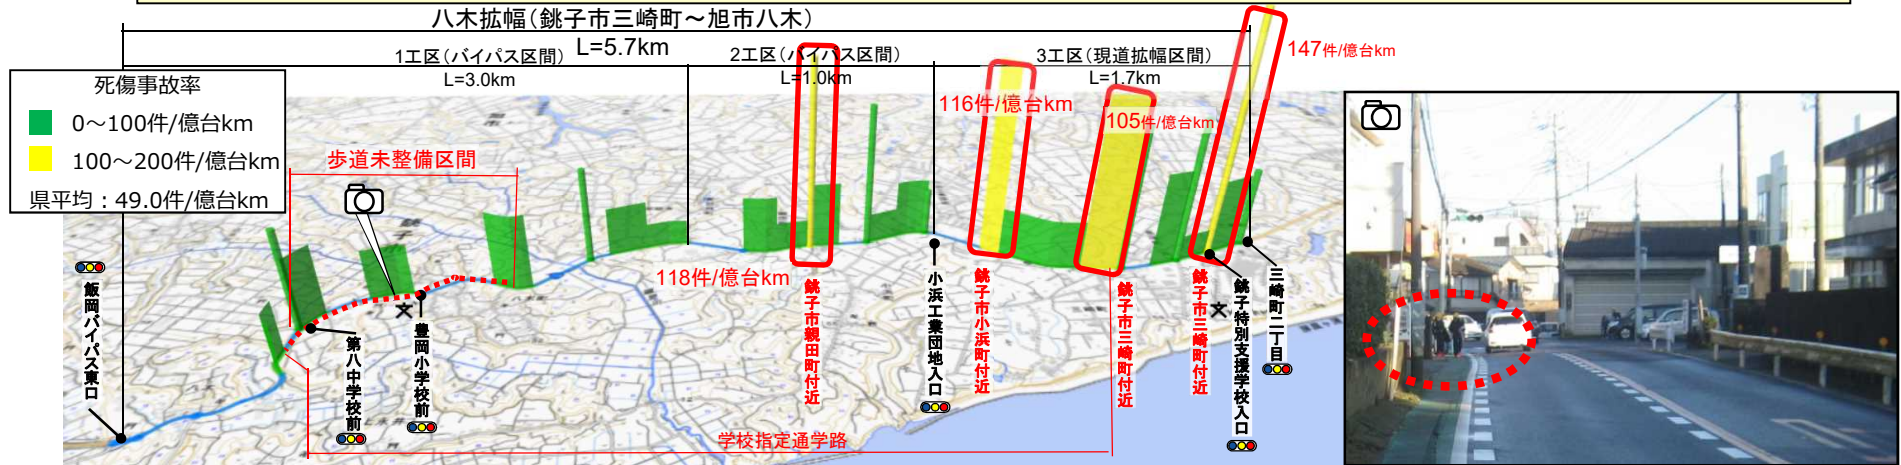 八木拡幅(銚子市三崎町～旭市八木)
L=5.7km
1工区(バイパス区間)
L=3.0km
2工区(バイパス区間)
L=1.0km
3工区(現道拡幅区間)
L=1.7km
死傷事故率
0～100件/億台km
100～200件/億台km
県平均：49.0件/億台km
歩道未整備区間
118件/億台km
116件/億台km
105件/億台km
147件/億台km
飯岡バイパス東口
第八中学校前
豊岡小学校前
銚子市親田町付近
小浜工業団地入口
銚子市小浜町付近
銚子市三崎町付近
銚子市三崎町付近
銚子特別支援学校入口
三崎町二丁目
学校指定通学路